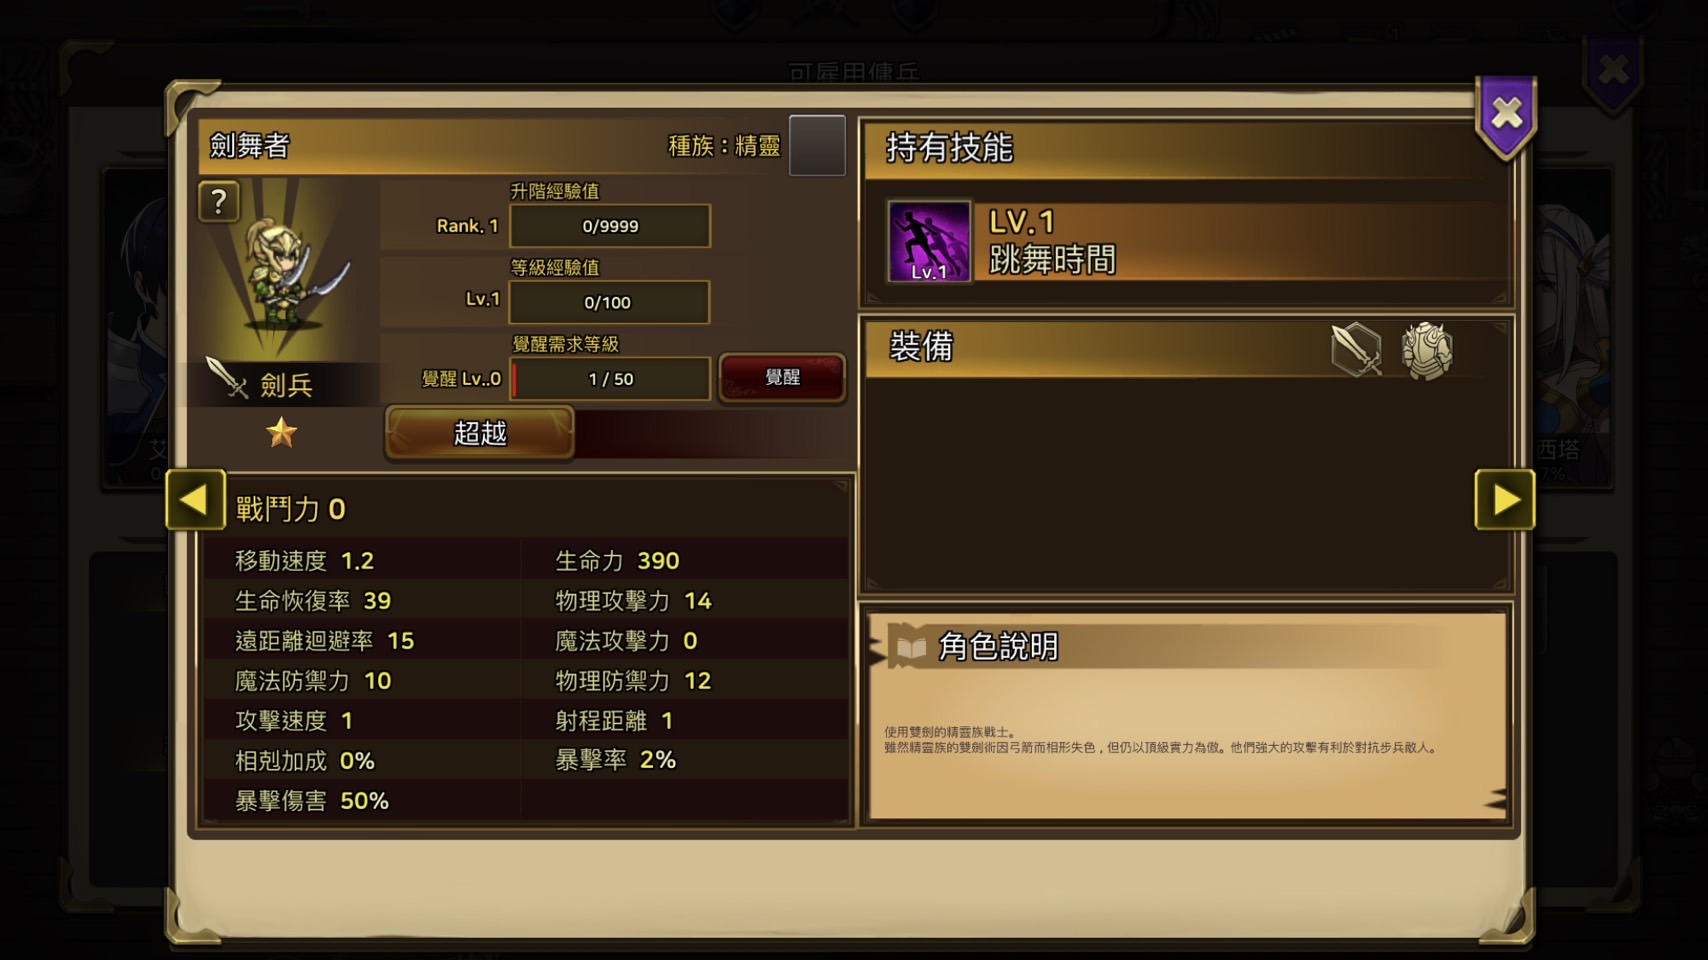 可雇用傭兵
劍舞者
種族：精靈
?
升階經驗值
Rank. 1
0/9999
等級經驗值
Lv.1
0/100
覺醒需求等級
覺醒 Lv..0
1 / 50
覺醒
劍兵
超越
戰鬥力 0
移動速度 1.2
生命力 390
生命恢復率 39
物理攻擊力 14
遠距離迴避率 15
魔法攻擊力 0
魔法防禦力 10
物理防禦力 12
攻擊速度 1
射程距離 1
相剋加成 0%
暴擊率 2%
暴擊傷害 50%
持有技能
Lv.1
LV.1
跳舞時間
裝備
角色說明
使用雙劍的精靈族戰士。
雖然精靈族的雙劍術因弓箭而相形失色，但仍以頂級實力為傲。他們強大的攻擊有利於對抗步兵敵人。
艾
西塔
7%